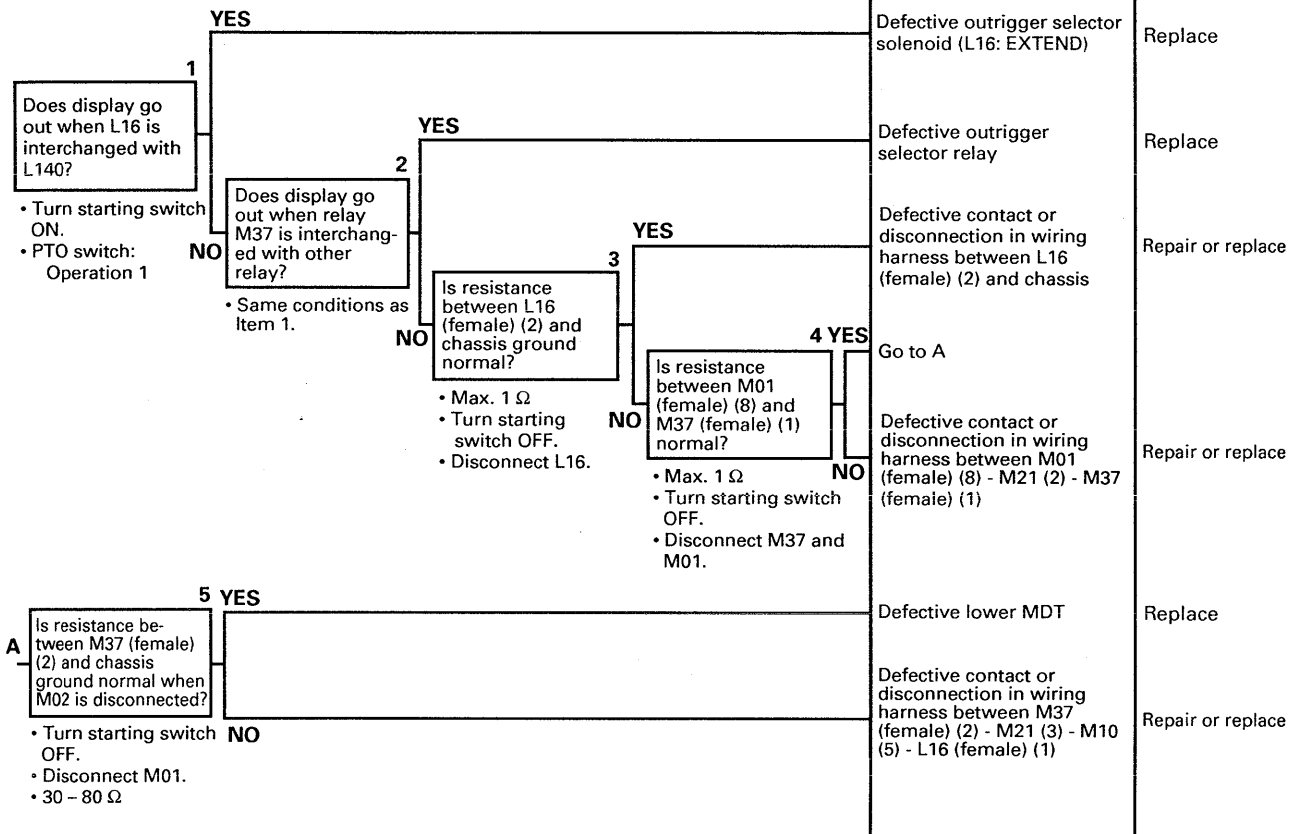 YES
Defective outrigger selector
solenoid (L16: EXTEND)
Replace
1
Does display go
out when L16 is
interchanged with
L140?
• Turn starting switch
ON.
• PTO switch:
Operation 1
NO
YES
Defective outrigger
selector relay
Replace
2
Does display go
out when relay
M37 is interchang-
ed with other
relay?
• Same conditions as
Item 1.
NO
YES
Defective contact or
disconnection in wiring
harness between L16
(female) (2) and chassis
Repair or replace
3
Is resistance
between L16
(female) (2) and
chassis ground
normal?
• Max. 1 Ω
• Turn starting
switch OFF.
• Disconnect L16.
NO
4 YES
Go to A
Is resistance
between M01
(female) (8) and
M37 (female) (1)
normal?
• Max. 1 Ω
• Turn starting switch
OFF.
• Disconnect M37 and
M01.
NO
Defective contact or
disconnection in wiring
harness between M01
(female) (8) - M21 (2) - M37
(female) (1)
Repair or replace
A
5 YES
Is resistance be-
tween M37 (female)
(2) and chassis
ground normal when
M02 is disconnected?
• Turn starting switch
OFF.
• Disconnect M01.
• 30 – 80 Ω
Defective lower MDT
Replace
NO
Defective contact or
disconnection in wiring
harness between M37
(female) (2) - M21 (3) - M10
(5) - L16 (female) (1)
Repair or replace